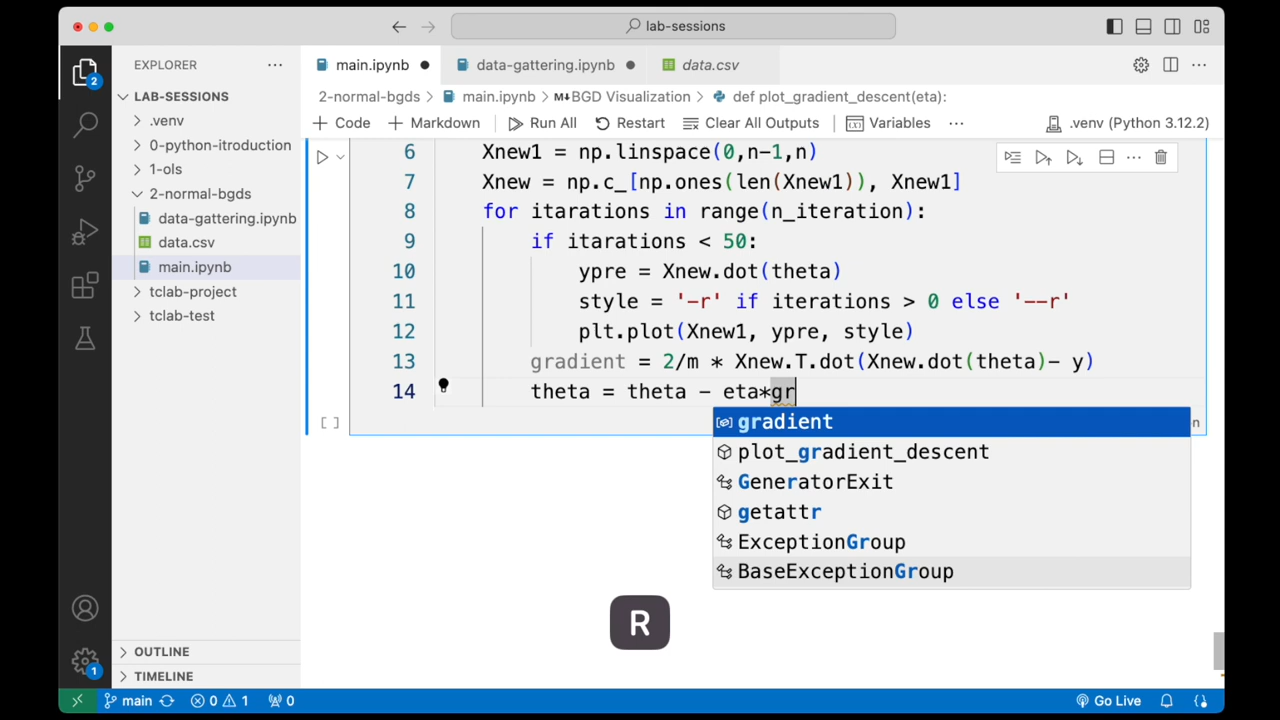 lab-sessions
EXPLORER
main.ipynb
data-gattering.ipynb
data.csv
2
LAB-SESSIONS
2-normal-bgds
main.ipynb
M BGD Visualization
def plot_gradient_descent(eta):
.venv
Code
Markdown
Run All
Restart
Clear All Outputs
Variables
.venv (Python 3.12.2)
0-python-itroduction
1-ols
2-normal-bgds
data-gattering.ipynb
data.csv
main.ipynb
tclab-project
tclab-test
6 Xnew1 = np.linspace(0,n-1,n)
7 Xnew = np.c_[np.ones(len(Xnew1)), Xnew1]
8 for itarations in range(n_iteration):
9 if itarations < 50:
10 ypre = Xnew.dot(theta)
11 style = '-r' if iterations > 0 else '--r'
12 plt.plot(Xnew1, ypre, style)
13 gradient = 2/m * Xnew.T.dot(Xnew.dot(theta)- y)
14 theta = theta - eta*gr
[ ]
gradient
n
plot_gradient_descent
GeneratorExit
getattr
ExceptionGroup
BaseExceptionGroup
R
OUTLINE
1
TIMELINE
main
0
1
0
Go Live